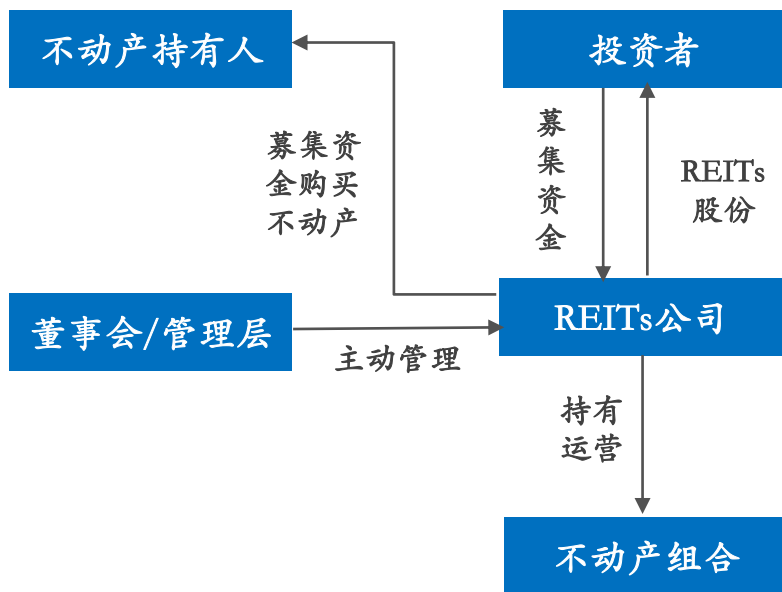 不动产持有人
投资者
募集资
金购买
不动产
募
集
资
金
REITs
股份
董事会/管理层
主动管理
REITs公司
持有
运营
不动产组合